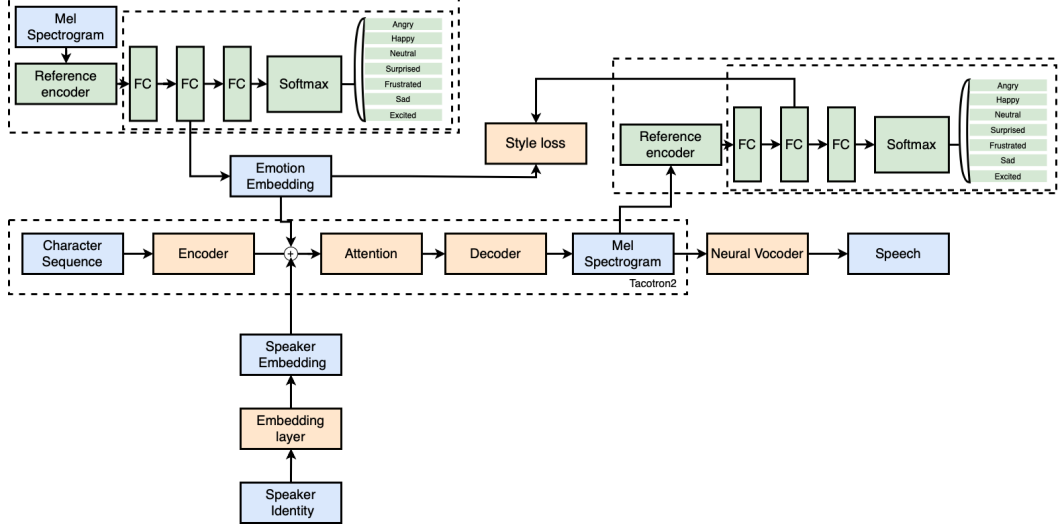 Mel
Spectrogram
Reference
encoder
FC
FC
FC
Softmax
Angry
Happy
Neutral
Surprised
Frustrated
Sad
Excited
Emotion
Embedding
Style loss
Reference
encoder
FC
FC
FC
Softmax
Angry
Happy
Neutral
Surprised
Frustrated
Sad
Excited
Character
Sequence
Encoder
+
Attention
Decoder
Mel
Spectrogram
Tacotron2
Neural Vocoder
Speech
Speaker
Embedding
Embedding
layer
Speaker
Identity